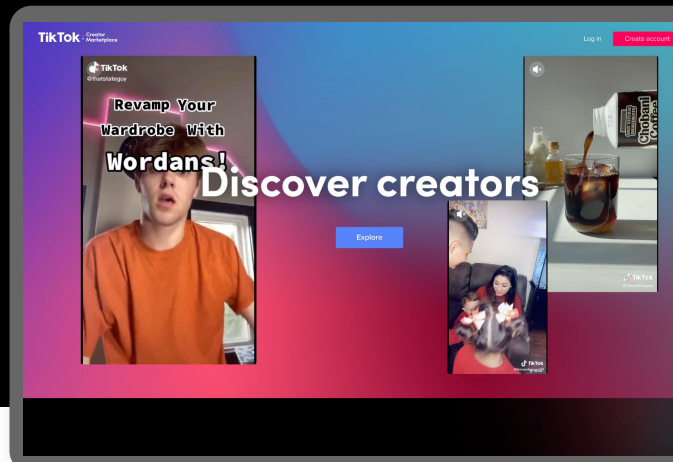 TikTok
Creator
Marketplace
Log in
Create account
TikTok
@thatstateguy
Revamp Your
Wardrobe With
Wordans!
Discover creators
Explore
Chobani
Coffee
TikTok
TikTok